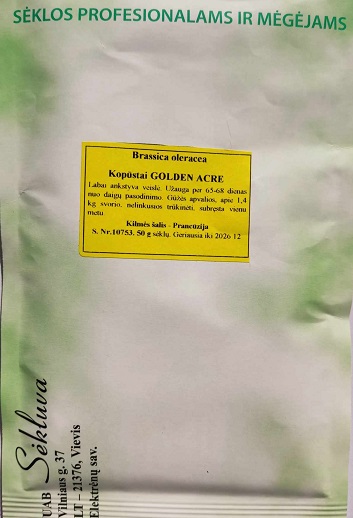 SĖKLOS PROFESIONALAMS IR MĖGĖJAMS
Brassica oleracea
Kopūstai GOLDEN ACRE
Labai ankstyva veislė. Užauga per 65-68 dienas
nuo daigų pasodinimo. Gūžės apvalios, apie 1,4
kg svorio, nelinkusios trūkinėti, subręsta vienu
metu.
Kilmės šalis - Prancūzija
S. Nr.10753. 50 g sėklų. Geriausia iki 2026 12
UAB Sėkluva
Vilniaus g. 37
LT – 21376, Vievis
Elektrėnų sav.